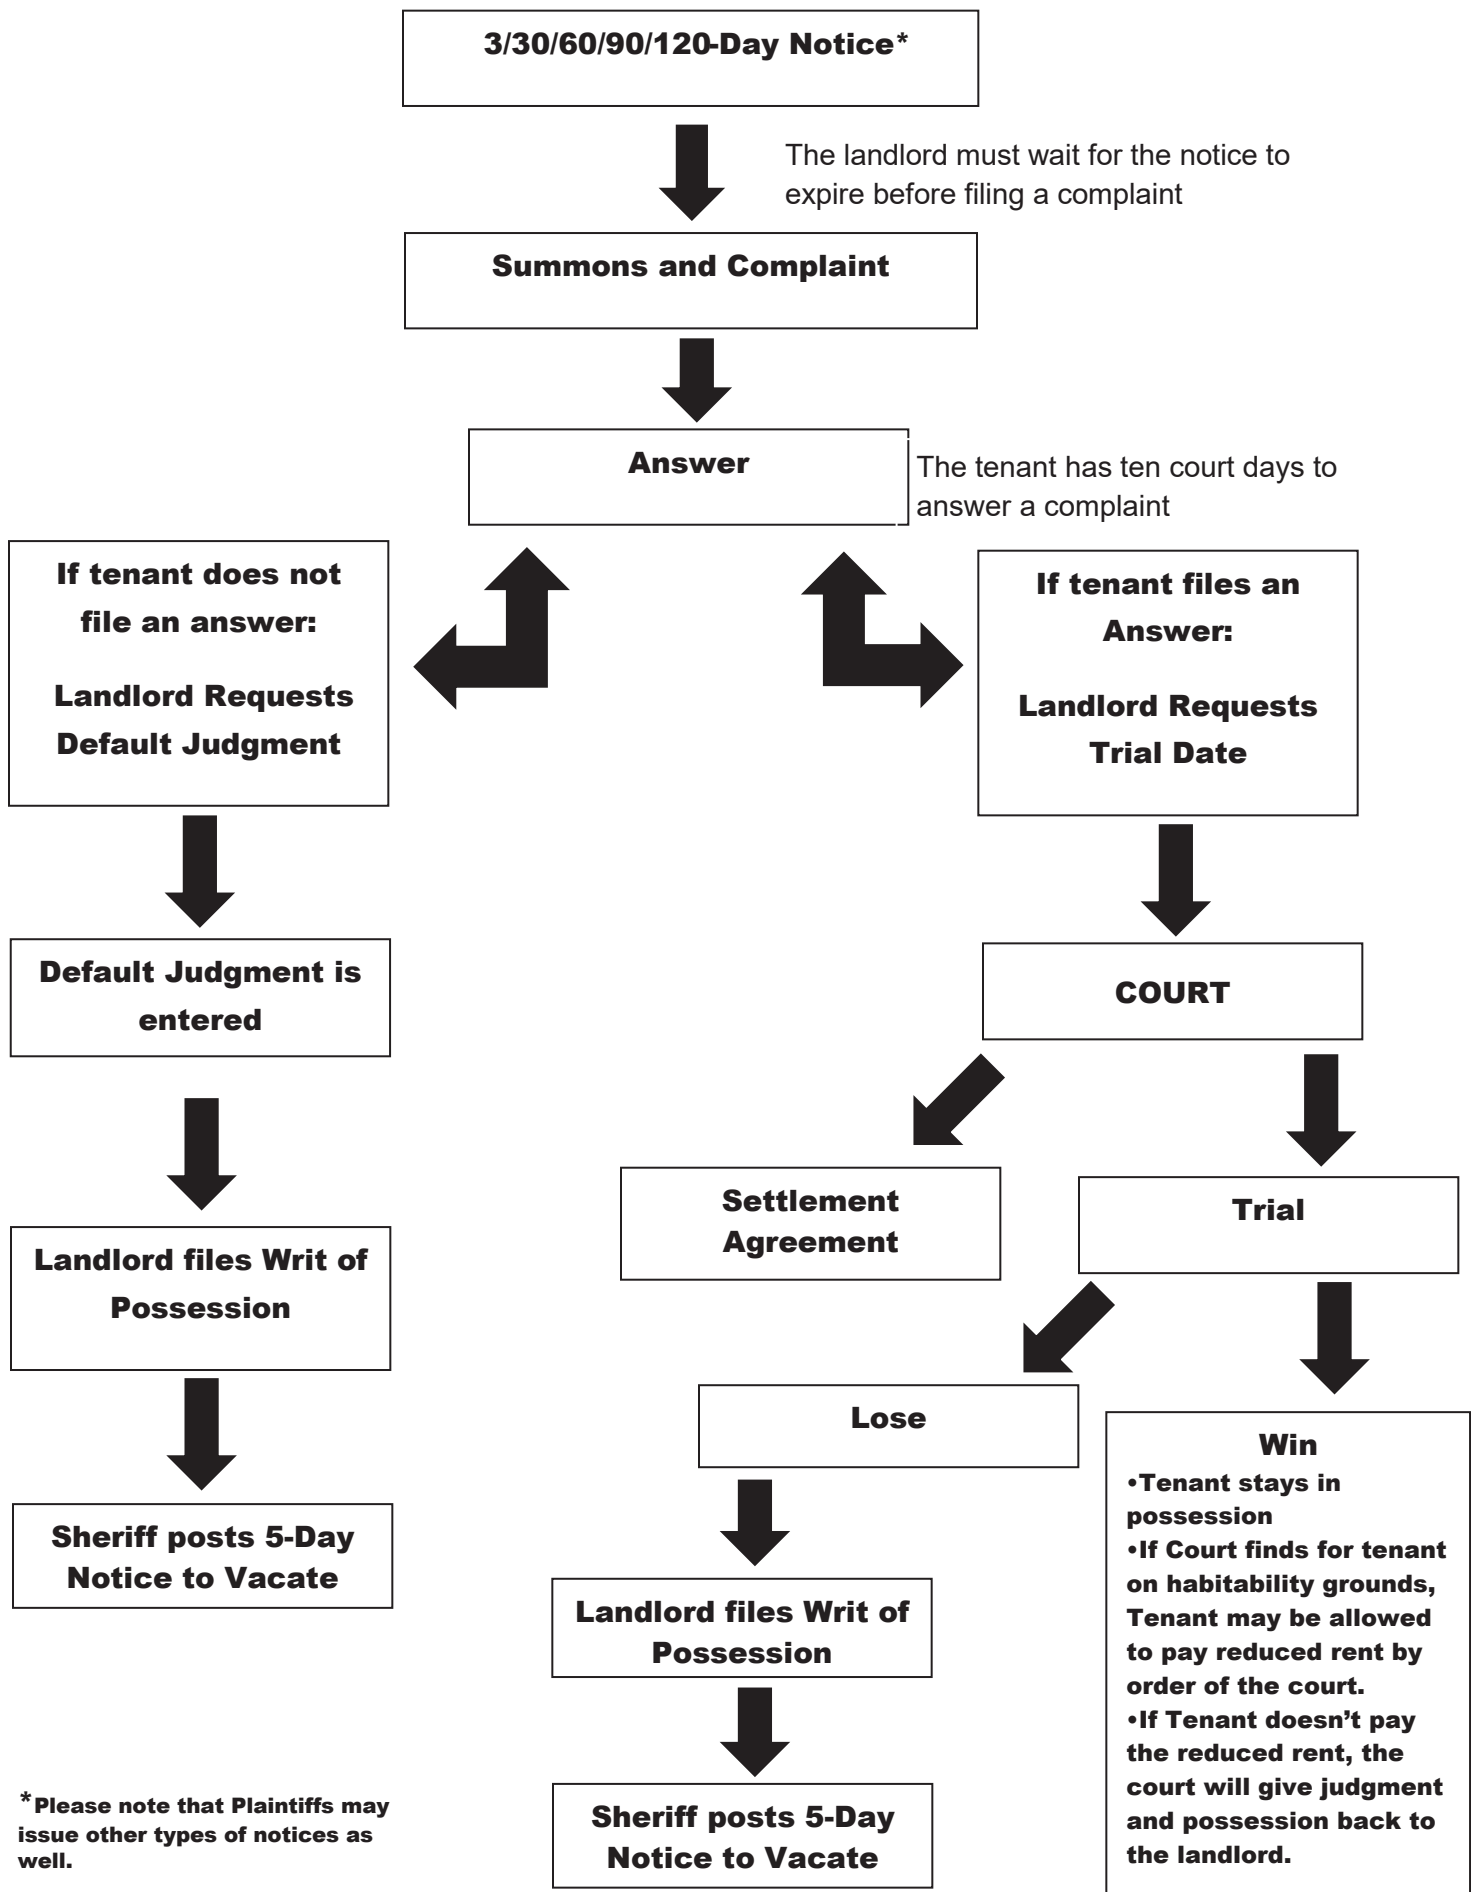 3/30/60/90/120-Day Notice*
The landlord must wait for the notice to
expire before filing a complaint
Summons and Complaint
Answer
The tenant has ten court days to
answer a complaint
If tenant does not
file an answer:
Landlord Requests
Default Judgment
If tenant files an
Answer:
Landlord Requests
Trial Date
Default Judgment is
entered
COURT
Settlement
Agreement
Trial
Landlord files Writ of
Possession
Lose
Win
•Tenant stays in
possession
•If Court finds for tenant
on habitability grounds,
Tenant may be allowed
to pay reduced rent by
order of the court.
•If Tenant doesn’t pay
the reduced rent, the
court will give judgment
and possession back to
the landlord.
Sheriff posts 5-Day
Notice to Vacate
Landlord files Writ of
Possession
Sheriff posts 5-Day
Notice to Vacate
*Please note that Plaintiffs may
issue other types of notices as
well.